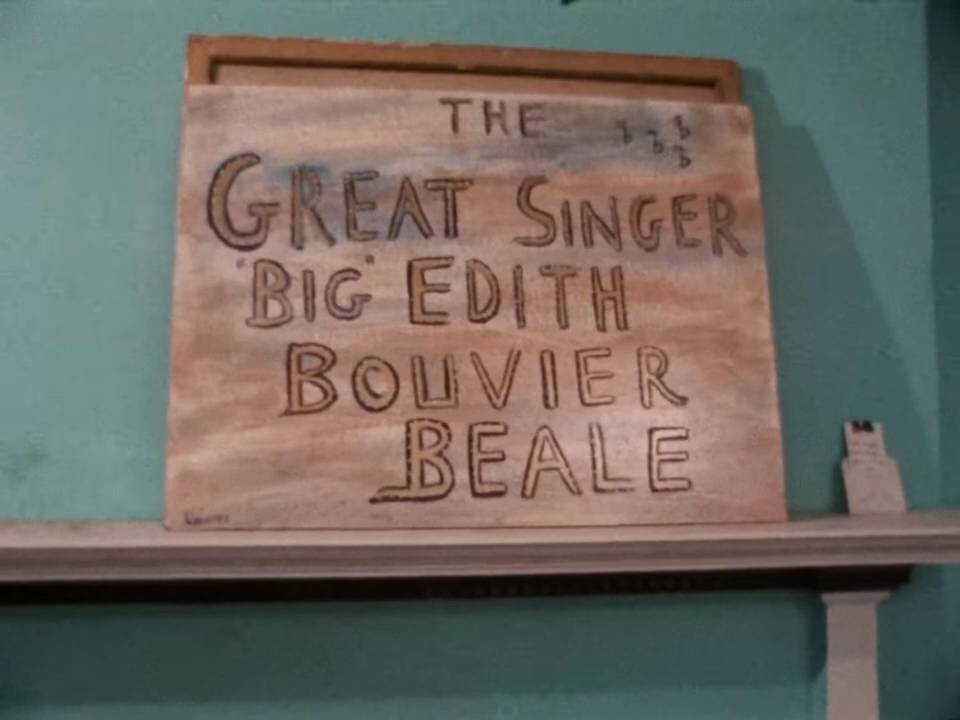 THE
GREAT SINGER
"BIG" EDITH
BOUVIER
BEALE